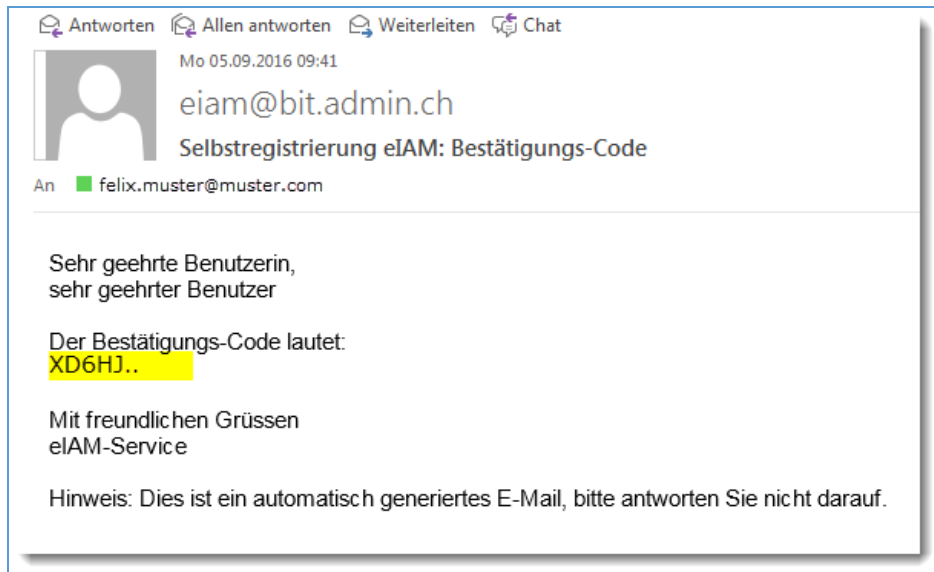 Antworten Allen antworten Weiterleiten Chat
Mo 05.09.2016 09:41
eiam@bit.admin.ch
Selbstregistrierung eIAM: Bestätigungs-Code
An felix.muster@muster.com
Sehr geehrte Benutzerin,
sehr geehrter Benutzer
Der Bestätigungs-Code lautet:
XD6HJ..
Mit freundlichen Grüssen
eIAM-Service
Hinweis: Dies ist ein automatisch generiertes E-Mail, bitte antworten Sie nicht darauf.